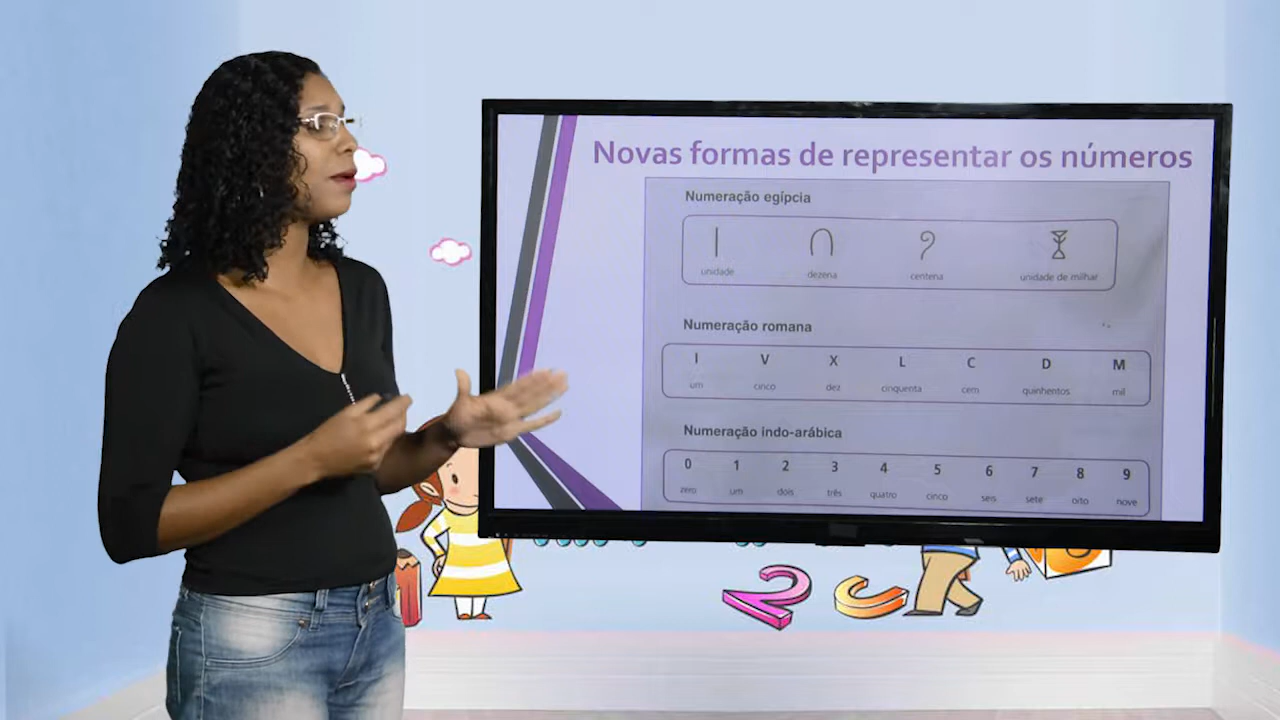 Novas formas de representar os números
Numeração egípcia
unidade dezena centena unidade de milhar
Numeração romana
I V X L C D M
um cinco dez cinquenta cem quinhentos mil
Numeração indo-arábica
0 1 2 3 4 5 6 7 8 9
zero um dois três quatro cinco seis sete oito nove
2